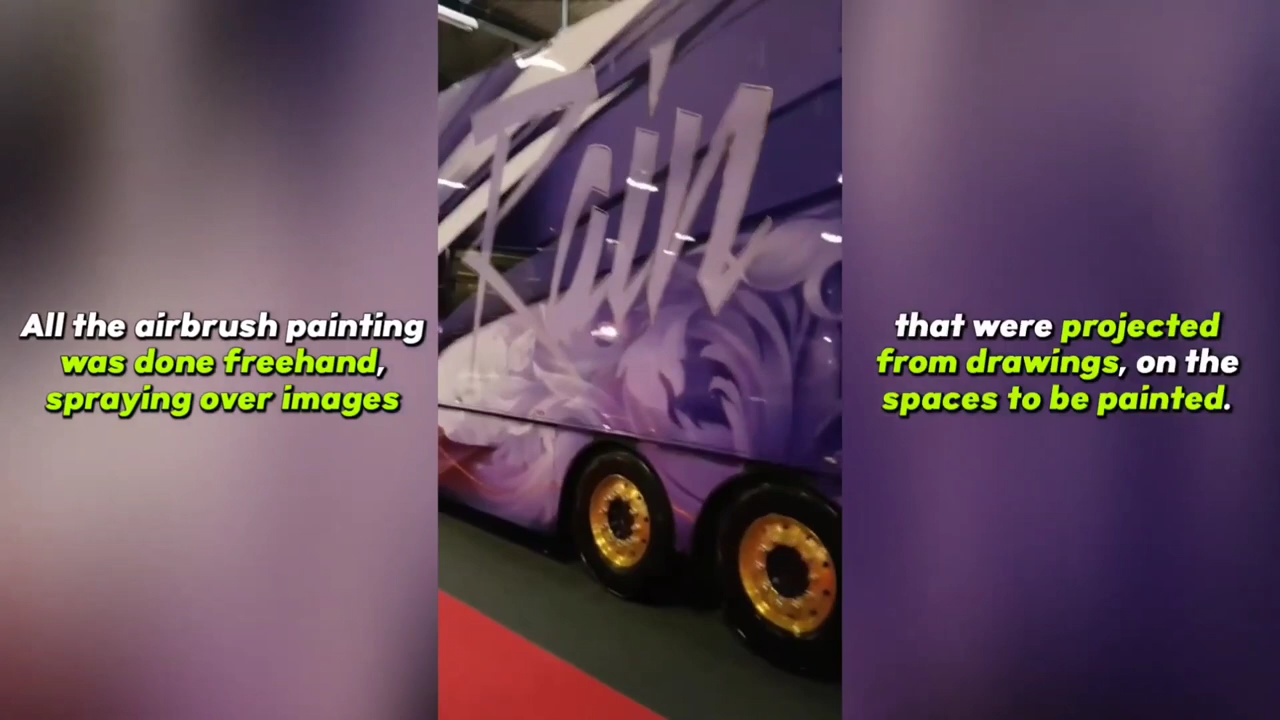 All the airbrush painting
was done freehand,
spraying over images
Rain
that were projected
from drawings, on the
spaces to be painted.